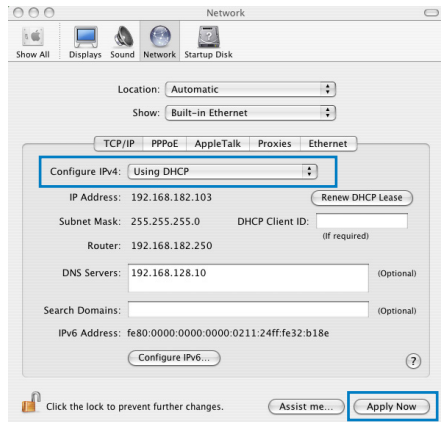 Network
Show All Displays Sound Network Startup Disk
Location: Automatic
Show: Built-in Ethernet
TCP/IP PPPoE AppleTalk Proxies Ethernet
Configure IPv4: Using DHCP
IP Address: 192.168.182.103 Renew DHCP Lease
Subnet Mask: 255.255.255.0 DHCP Client ID:
(If required)
Router: 192.168.182.250
DNS Servers: 192.168.128.10 (Optional)
Search Domains: (Optional)
IPv6 Address: fe80:0000:0000:0000:0211:24ff:fe32:b18e
Configure IPv6... ?
Click the lock to prevent further changes. Assist me... Apply Now